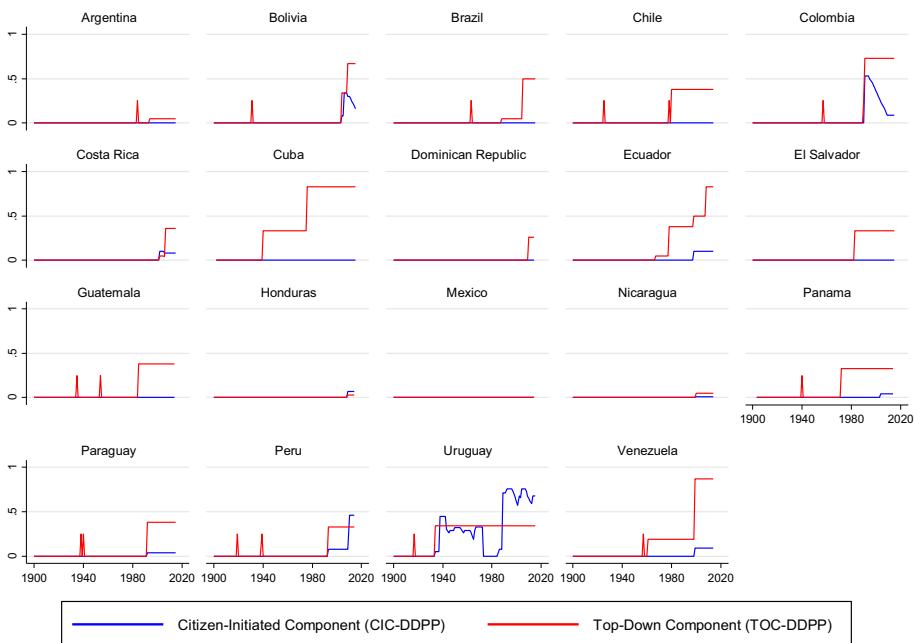 Argentina Bolivia Brazil Chile Colombia
1
.5
0
Costa Rica Cuba Dominican Republic Ecuador El Salvador
1
.5
0
Guatemala Honduras Mexico Nicaragua Panama
1
.5
0
1900 1940 1980 2020
Paraguay Peru Uruguay Venezuela
1
.5
0
1900 1940 1980 2020 1900 1940 1980 2020 1900 1940 1980 2020 1900 1940 1980 2020
Citizen-Initiated Component (CIC-DDPP) Top-Down Component (TOC-DDPP)